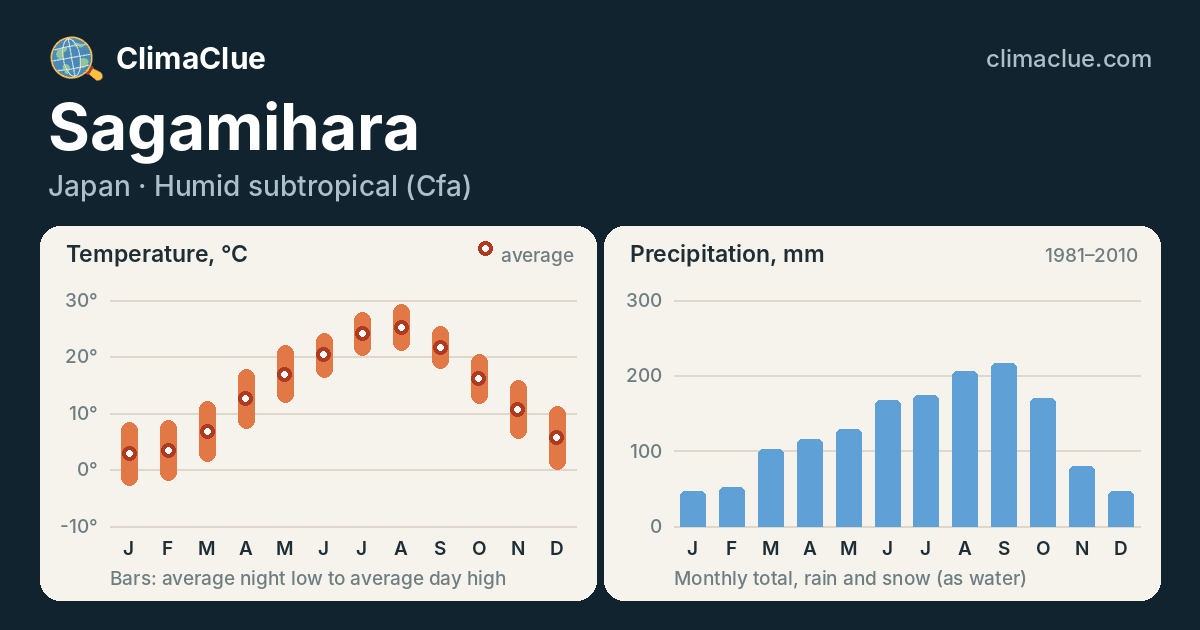 ClimaClue
climaclue.com
Sagamihara
Japan · Humid subtropical (Cfa)
Temperature, °C
average
30°
20°
10°
0°
-10°
J F M A M J J A S O N D
Bars: average night low to average day high
Precipitation, mm
1981–2010
300
200
100
0
J F M A M J J A S O N D
Monthly total, rain and snow (as water)